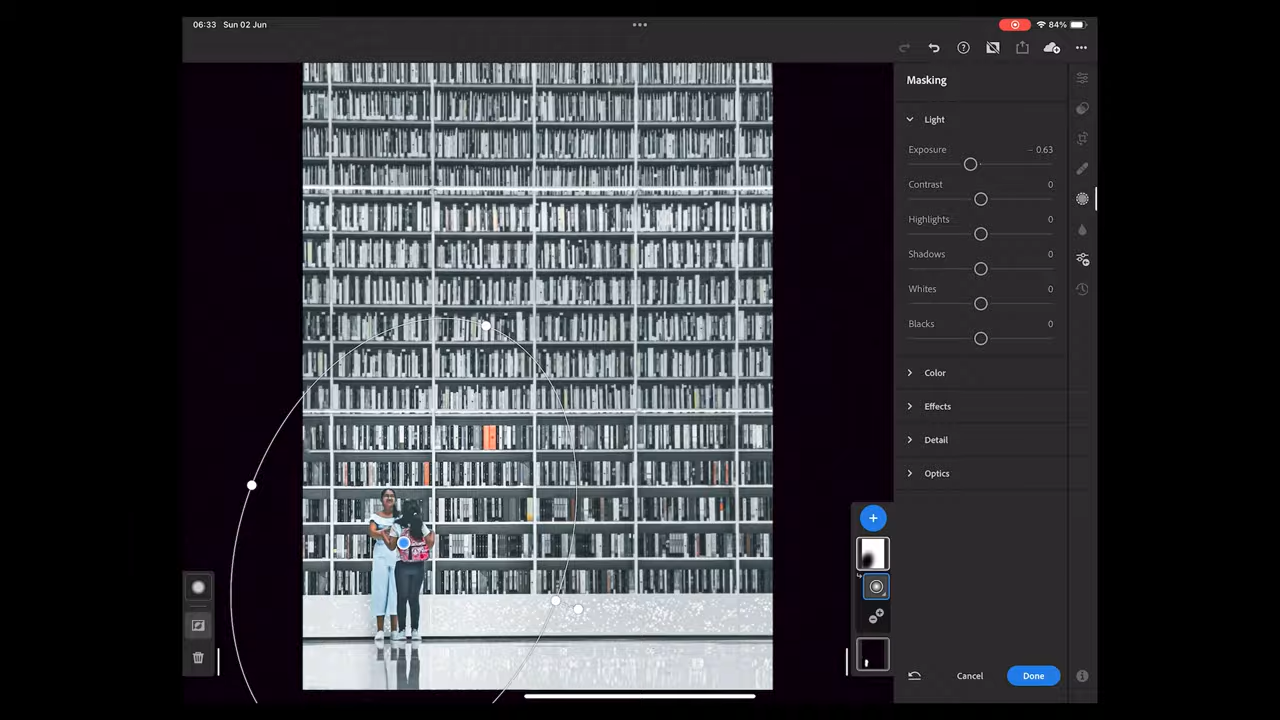 06:33 Sun 02 Jun
84%
Masking
Light
Exposure – 0.63
Contrast 0
Highlights 0
Shadows 0
Whites 0
Blacks 0
Color
Effects
Detail
Optics
Cancel Done